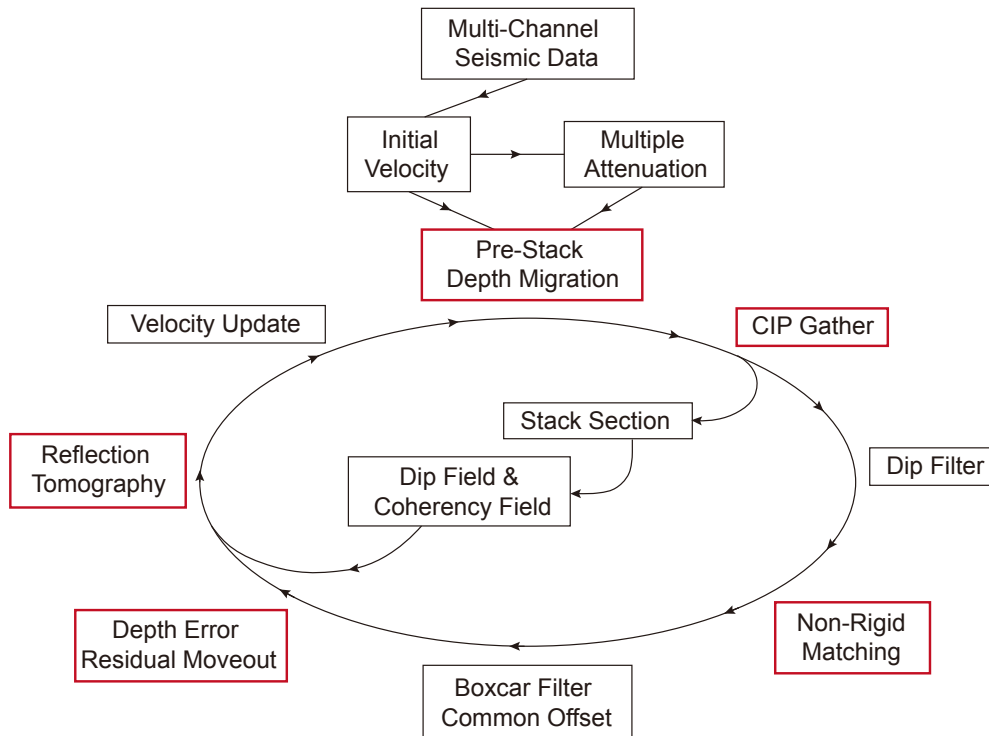 Multi-Channel
Seismic Data
Initial
Velocity
Multiple
Attenuation
Pre-Stack
Depth Migration
Velocity Update
CIP Gather
Stack Section
Reflection
Tomography
Dip Field &
Coherency Field
Dip Filter
Depth Error
Residual Moveout
Non-Rigid
Matching
Boxcar Filter
Common Offset